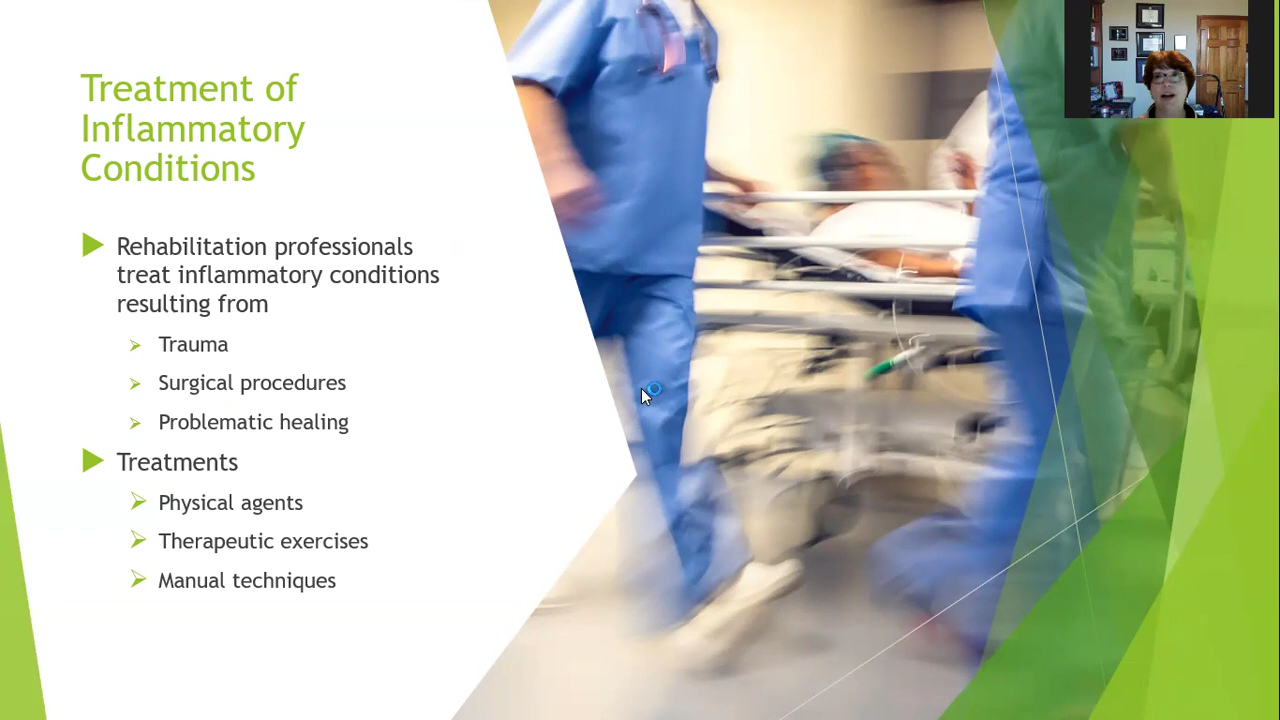 Treatment of
Inflammatory
Conditions
Rehabilitation professionals
treat inflammatory conditions
resulting from
Trauma
Surgical procedures
Problematic healing
Treatments
Physical agents
Therapeutic exercises
Manual techniques